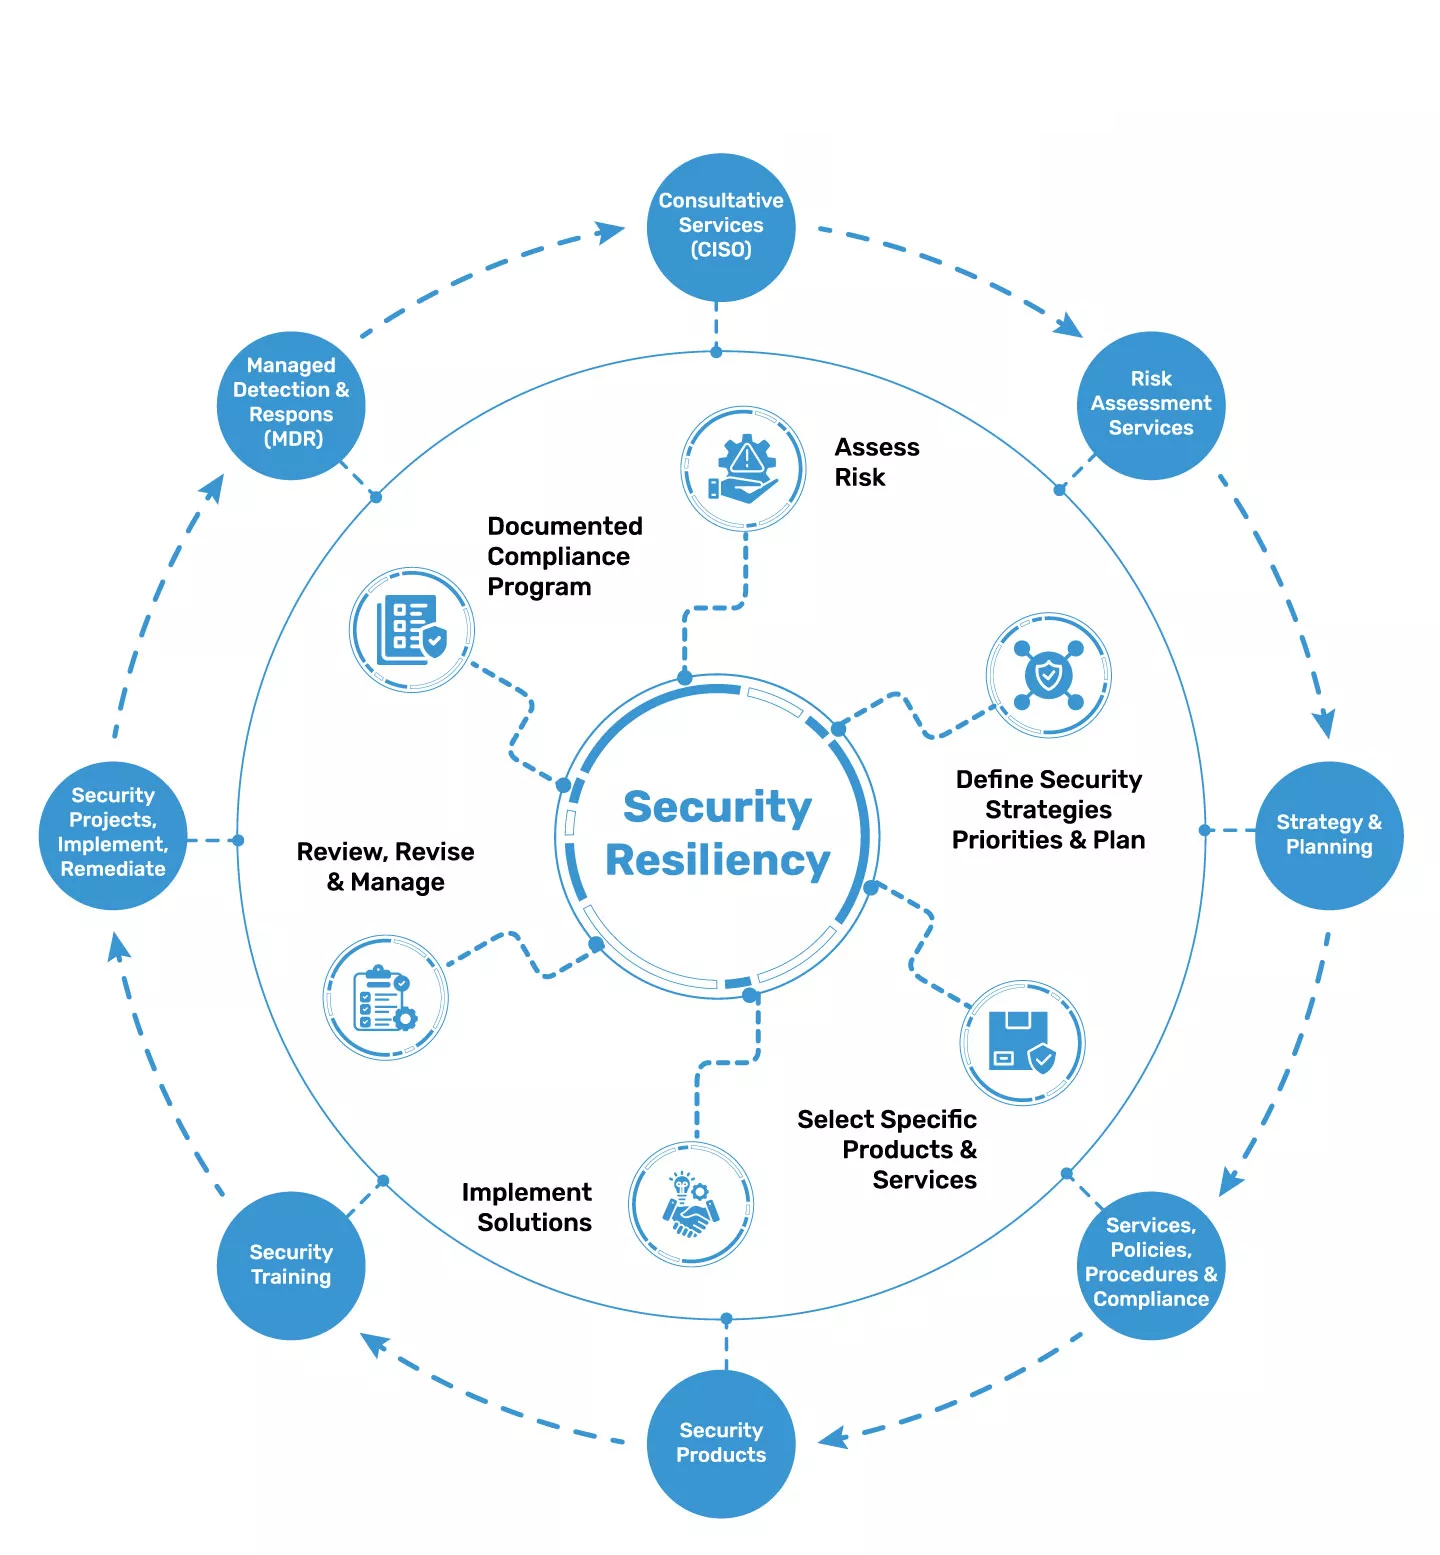 Consultative
Services
(CISO)
Risk
Assessment
Services
Strategy &
Planning
Services,
Policies,
Procedures &
Compliance
Security
Products
Security
Training
Security
Projects,
Implement,
Remediate
Managed
Detection &
Respons
(MDR)
Assess
Risk
Define Security
Strategies
Priorities & Plan
Select Specific
Products &
Services
Implement
Solutions
Review, Revise
& Manage
Documented
Compliance
Program
Security
Resiliency